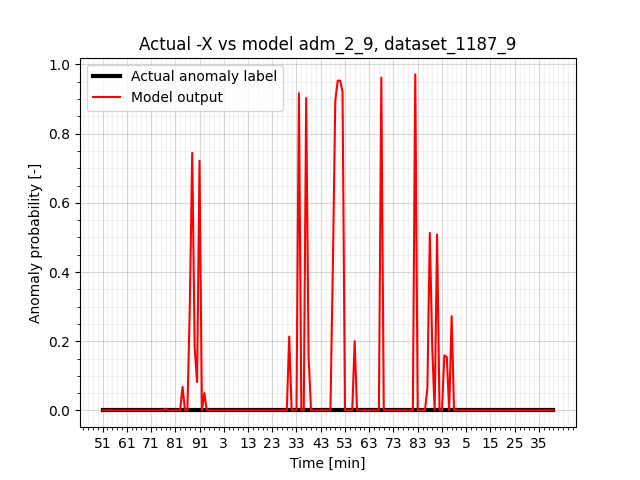 Actual -X vs model adm_2_9, dataset_1187_9
Actual anomaly label
Model output
Anomaly probability [-]
1.0
0.8
0.6
0.4
0.2
0.0
51 61 71 81 91 3 13 23 33 43 53 63 73 83 93 5 15 25 35
Time [min]